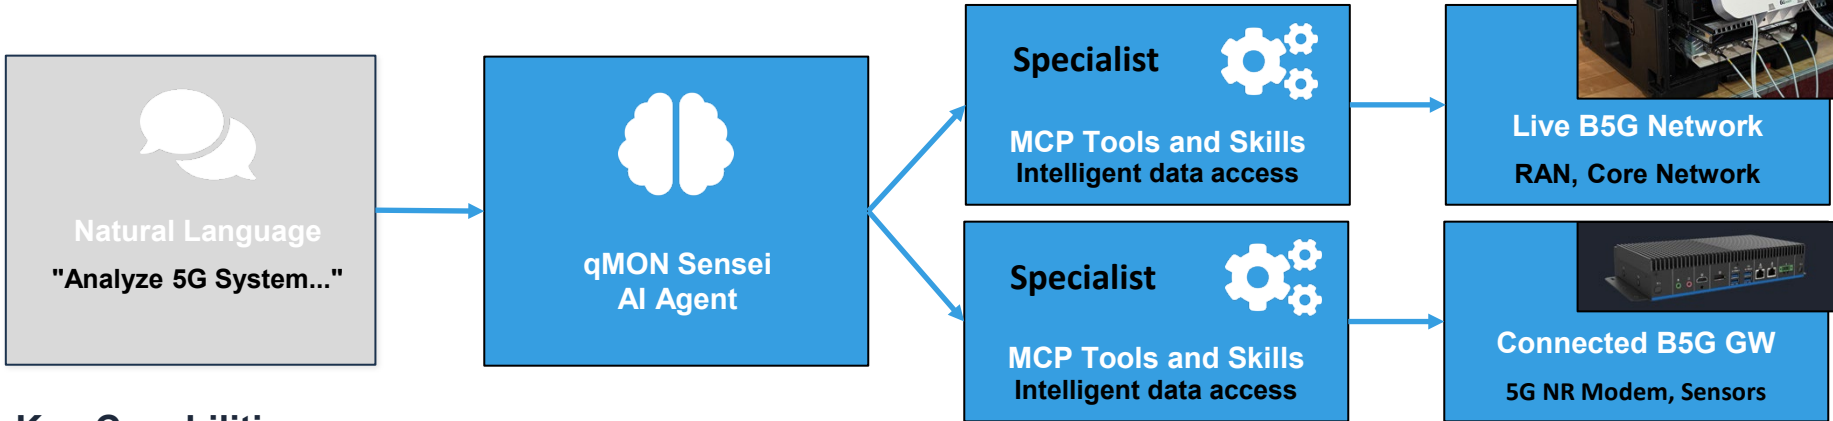 Natural Language
"Analyze 5G System..."
qMON Sensei
AI Agent
Specialist
MCP Tools and Skills
Intelligent data access
Live B5G Network
RAN, Core Network
Specialist
MCP Tools and Skills
Intelligent data access
Connected B5G GW
5G NR Modem, Sensors